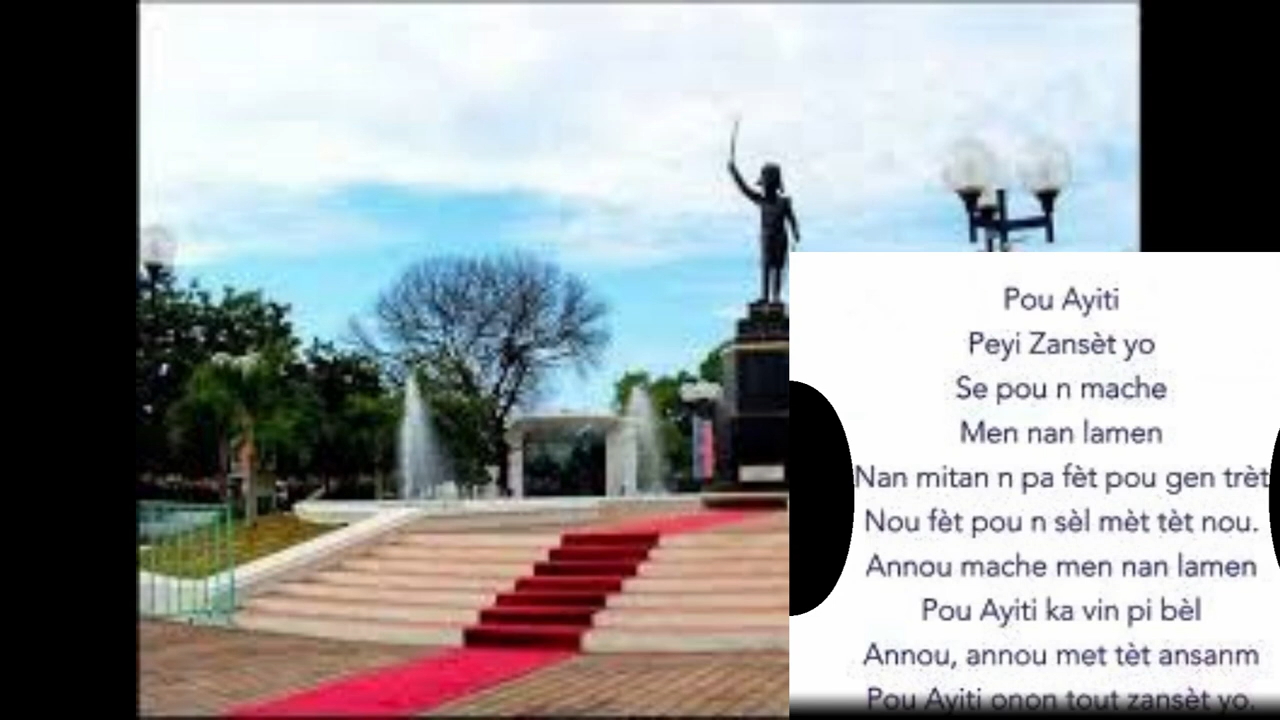 Pou Ayiti
Peyi Zansèt yo
Se pou n mache
Men nan lamen
Nan mitan n pa fèt pou gen trèt
Nou fèt pou n sèl mèt tèt nou.
Annou mache men nan lamen
Pou Ayiti ka vin pi bèl
Annou, annou met tèt ansanm
Pou Ayiti onon tout zansèt yo.